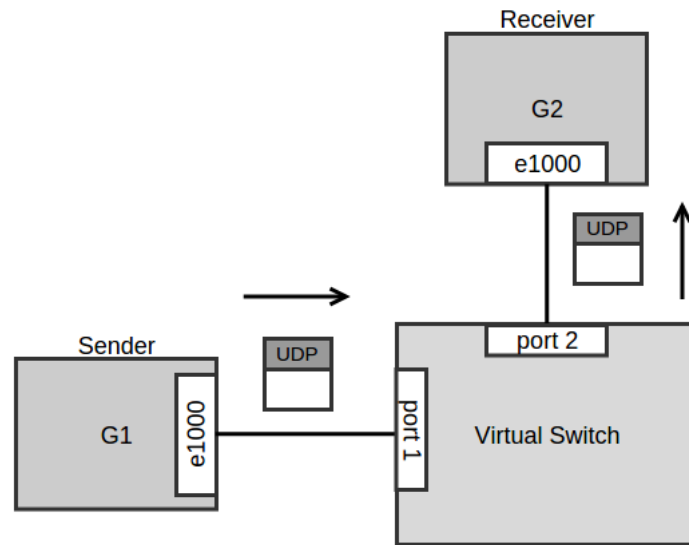 Receiver
G2
e1000
UDP
port 2
Sender
UDP
G1
e1000
port 1
Virtual Switch